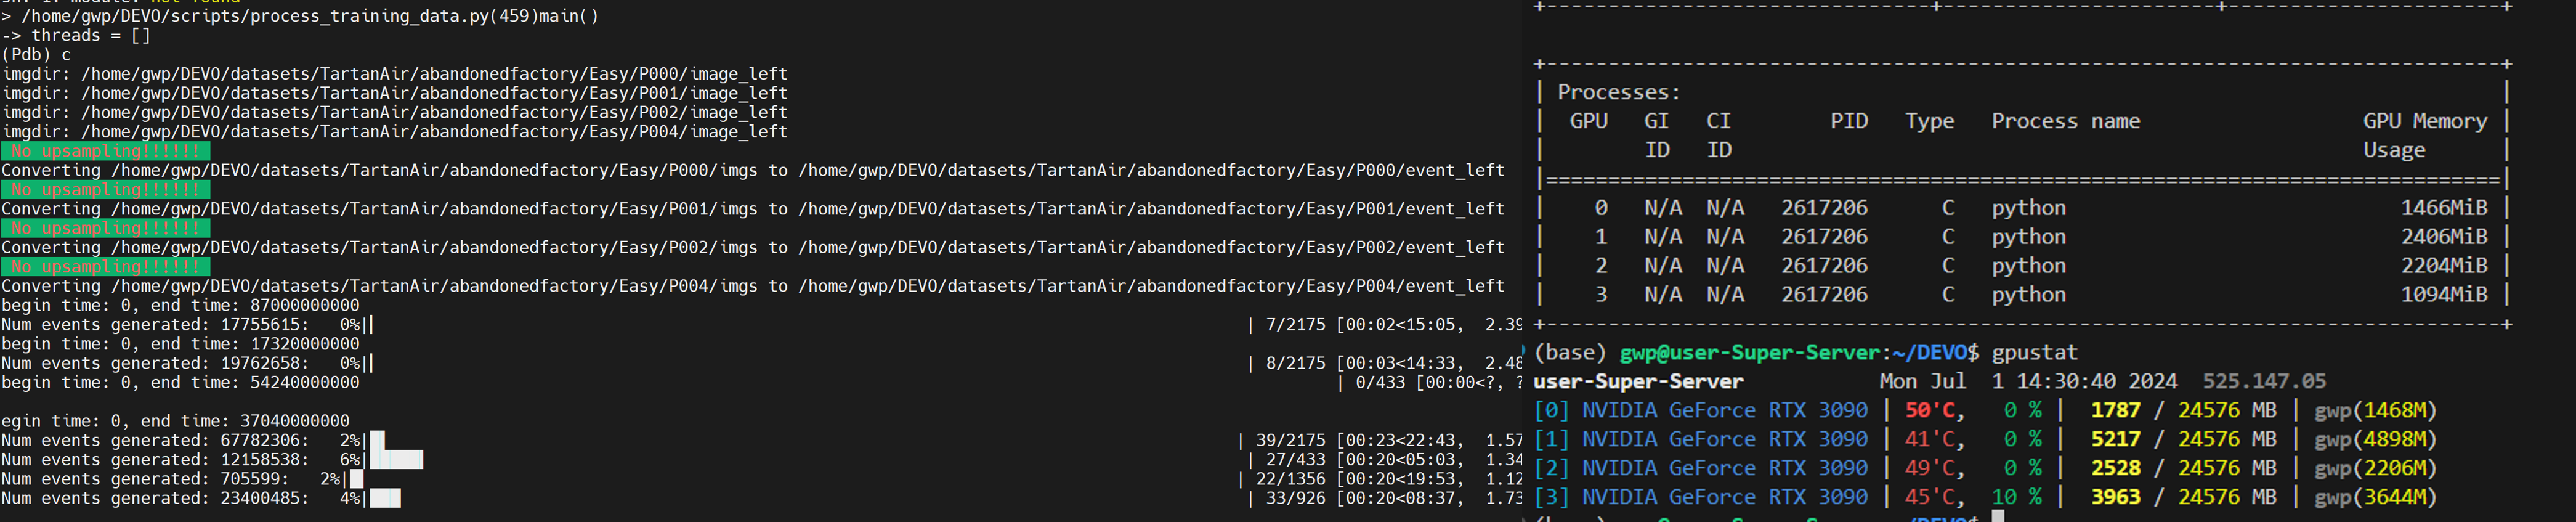 > /home/gwp/DEVO/scripts/process_training_data.py(459)main()
-> threads = []
(Pdb) c
imgdir: /home/gwp/DEVO/datasets/TartanAir/abandonedfactory/Easy/P000/image_left
imgdir: /home/gwp/DEVO/datasets/TartanAir/abandonedfactory/Easy/P001/image_left
imgdir: /home/gwp/DEVO/datasets/TartanAir/abandonedfactory/Easy/P002/image_left
imgdir: /home/gwp/DEVO/datasets/TartanAir/abandonedfactory/Easy/P004/image_left
No upsampling!!!!!!
Converting /home/gwp/DEVO/datasets/TartanAir/abandonedfactory/Easy/P000/imgs to /home/gwp/DEVO/datasets/TartanAir/abandonedfactory/Easy/P000/event_left
No upsampling!!!!!!
Converting /home/gwp/DEVO/datasets/TartanAir/abandonedfactory/Easy/P001/imgs to /home/gwp/DEVO/datasets/TartanAir/abandonedfactory/Easy/P001/event_left
No upsampling!!!!!!
Converting /home/gwp/DEVO/datasets/TartanAir/abandonedfactory/Easy/P002/imgs to /home/gwp/DEVO/datasets/TartanAir/abandonedfactory/Easy/P002/event_left
No upsampling!!!!!!
Converting /home/gwp/DEVO/datasets/TartanAir/abandonedfactory/Easy/P004/imgs to /home/gwp/DEVO/datasets/TartanAir/abandonedfactory/Easy/P004/event_left
begin time: 0, end time: 87000000000
Num events generated: 17755615:   0%| | 7/2175 [00:02<15:05,  2.39
begin time: 0, end time: 17320000000
Num events generated: 19762658:   0%| | 8/2175 [00:03<14:33,  2.48
begin time: 0, end time: 54240000000 | 0/433 [00:00<?, ?
egin time: 0, end time: 37040000000
Num events generated: 67782306:   2%| | 39/2175 [00:23<22:43,  1.57
Num events generated: 12158538:   6%| | 27/433 [00:20<05:03,  1.34
Num events generated: 705599:   2%| | 22/1356 [00:20<19:53,  1.12
Num events generated: 23400485:   4%| | 33/926 [00:20<08:37,  1.73
| Processes: |
| GPU GI CI PID Type Process name GPU Memory |
| ID ID Usage |
| 0 N/A N/A 2617206 C python 1466MiB |
| 1 N/A N/A 2617206 C python 2406MiB |
| 2 N/A N/A 2617206 C python 2204MiB |
| 3 N/A N/A 2617206 C python 1094MiB |
(base) gwp@user-Super-Server:~/DEVO$ gpustat
user-Super-Server Mon Jul  1 14:30:40 2024 525.147.05
[0] NVIDIA GeForce RTX 3090 | 50'C,   0 % |  1787 / 24576 MB | gwp(1468M)
[1] NVIDIA GeForce RTX 3090 | 41'C,   0 % |  5217 / 24576 MB | gwp(4898M)
[2] NVIDIA GeForce RTX 3090 | 49'C,   0 % |  2528 / 24576 MB | gwp(2206M)
[3] NVIDIA GeForce RTX 3090 | 45'C,  10 % |  3963 / 24576 MB | gwp(3644M)